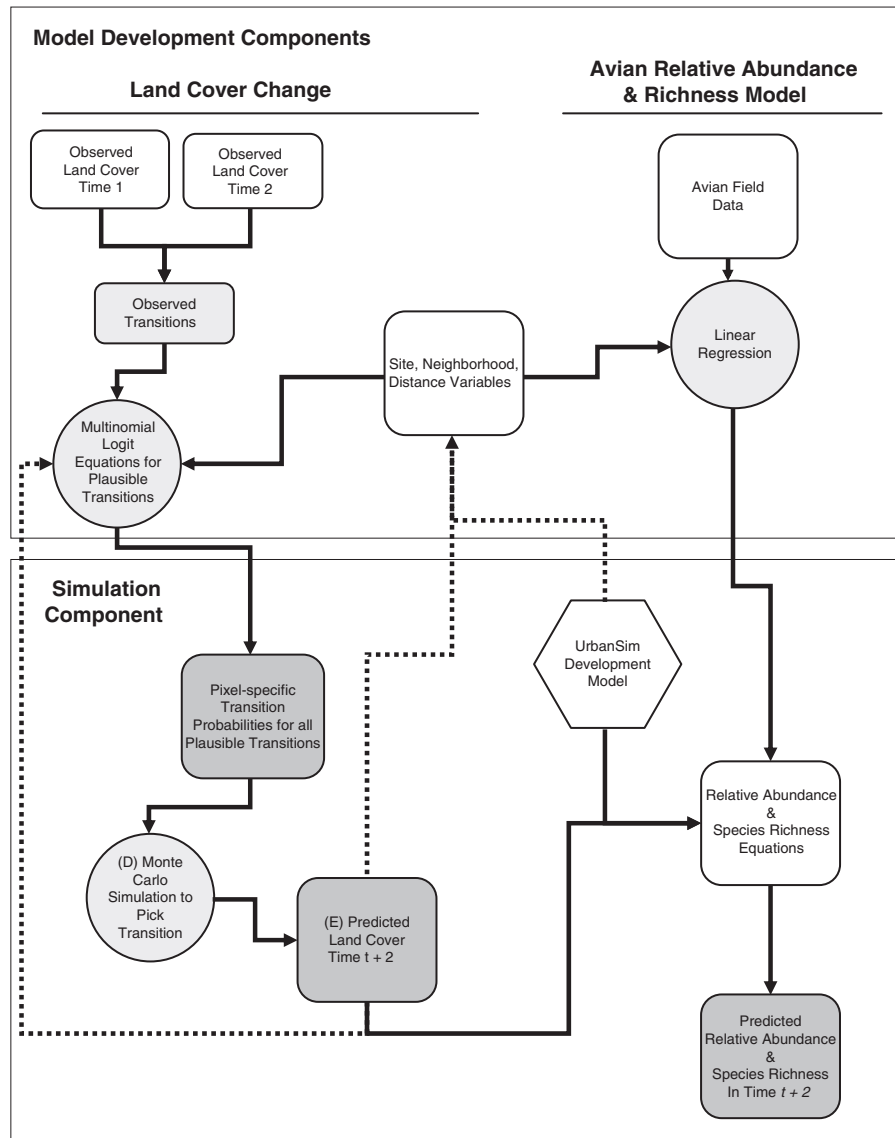 Model Development Components
Land Cover Change
Avian Relative Abundance
& Richness Model
Observed
Land Cover
Time 1
Observed
Land Cover
Time 2
Avian Field
Data
Observed
Transitions
Site, Neighborhood,
Distance Variables
Linear
Regression
Multinomial
Logit
Equations for
Plausible
Transitions
Simulation
Component
Pixel-specific
Transition
Probabilities for all
Plausible Transitions
UrbanSim
Development
Model
Relative Abundance
&
Species Richness
Equations
(D) Monte
Carlo
Simulation to
Pick
Transition
(E) Predicted
Land Cover
Time t + 2
Predicted
Relative Abundance
&
Species Richness
In Time t + 2